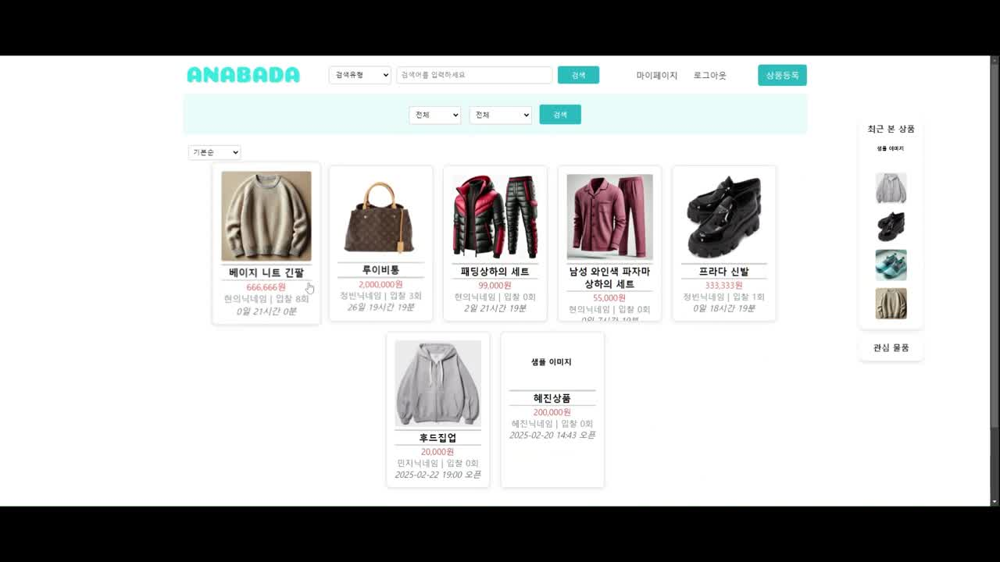 ANABADA
검색유형
검색어를 입력하세요
검색
마이페이지
로그아웃
상품등록
전체
전체
검색
기본순
최근 본 상품
샘플 이미지
관심 물품
베이지 니트 긴팔
666,666원
현의닉네임 | 입찰 8회
0일 21시간 0분
루이비통
2,000,000원
정빈닉네임 | 입찰 3회
26일 19시간 19분
패딩상하의 세트
99,000원
현의닉네임 | 입찰 0회
2일 21시간 19분
남성 와인색 파자마
상하의 세트
55,000원
현의닉네임 | 입찰 0회
0일 7시간 19분
프라다 신발
333,333원
정빈닉네임 | 입찰 1회
0일 18시간 19분
후드집업
20,000원
민지닉네임 | 입찰 0회
2025-02-22 19:00 오픈
샘플 이미지
혜진상품
200,000원
혜진닉네임 | 입찰 0회
2025-02-20 14:43 오픈